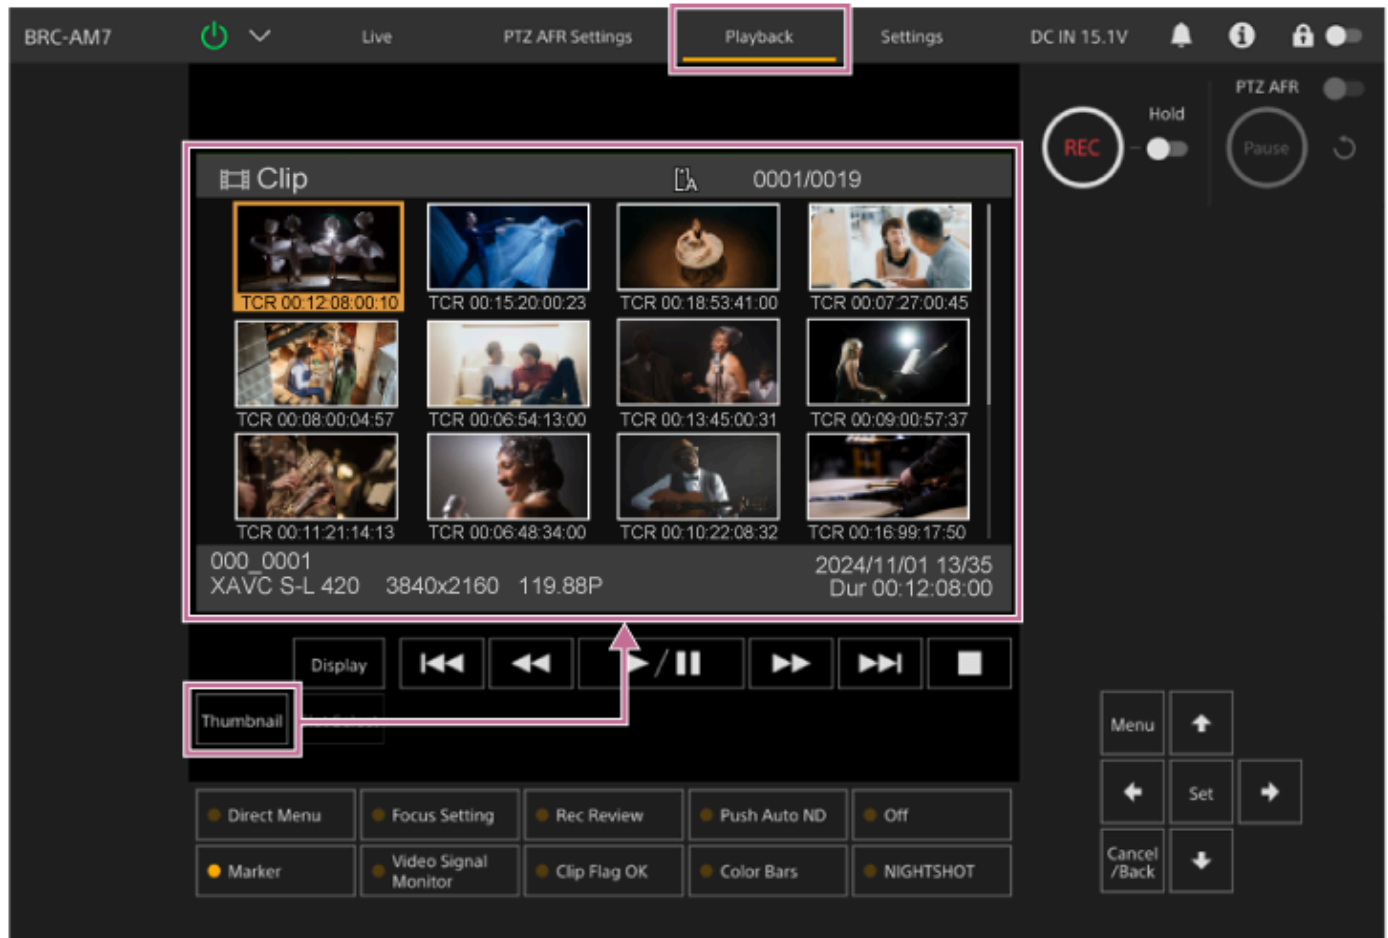 BRC-AM7
Live
PTZ AFR Settings
Playback
Settings
DC IN 15.1V
PTZ AFR
Hold
REC
Pause
Clip
A
0001/0019
TCR 00:12:08:00:10
TCR 00:15:20:00:23
TCR 00:18:53:41:00
TCR 00:07:27:00:45
TCR 00:08:00:04:57
TCR 00:06:54:13:00
TCR 00:13:45:00:31
TCR 00:09:00:57:37
TCR 00:11:21:14:13
TCR 00:06:48:34:00
TCR 00:10:22:08:32
TCR 00:16:99:17:50
000_0001
2024/11/01 13/35
XAVC S-L 420 3840x2160 119.88P
Dur 00:12:08:00
Display
Thumbnail
Menu
Set
Cancel
/Back
Direct Menu
Focus Setting
Rec Review
Push Auto ND
Off
Marker
Video Signal
Monitor
Clip Flag OK
Color Bars
NIGHTSHOT